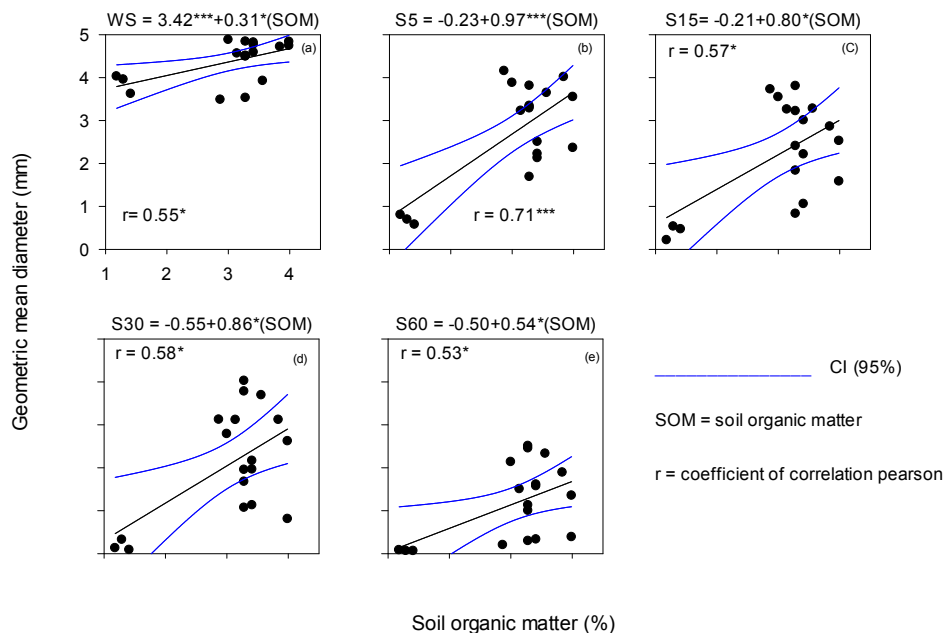 WS = 3.42***+0.31*(SOM)
(a)
r= 0.55*
S5 = -0.23+0.97***(SOM)
(b)
r= 0.71***
S15= -0.21+0.80*(SOM)
r = 0.57*
(C)
5
4
3
2
1
0
1
2
3
4
Geometric mean diameter (mm)
S30 = -0.55+0.86*(SOM)
r = 0.58*
(d)
S60 = -0.50+0.54*(SOM)
r = 0.53*
(e)
CI (95%)
SOM = soil organic matter
r = coefficient of correlation pearson
Soil organic matter (%)